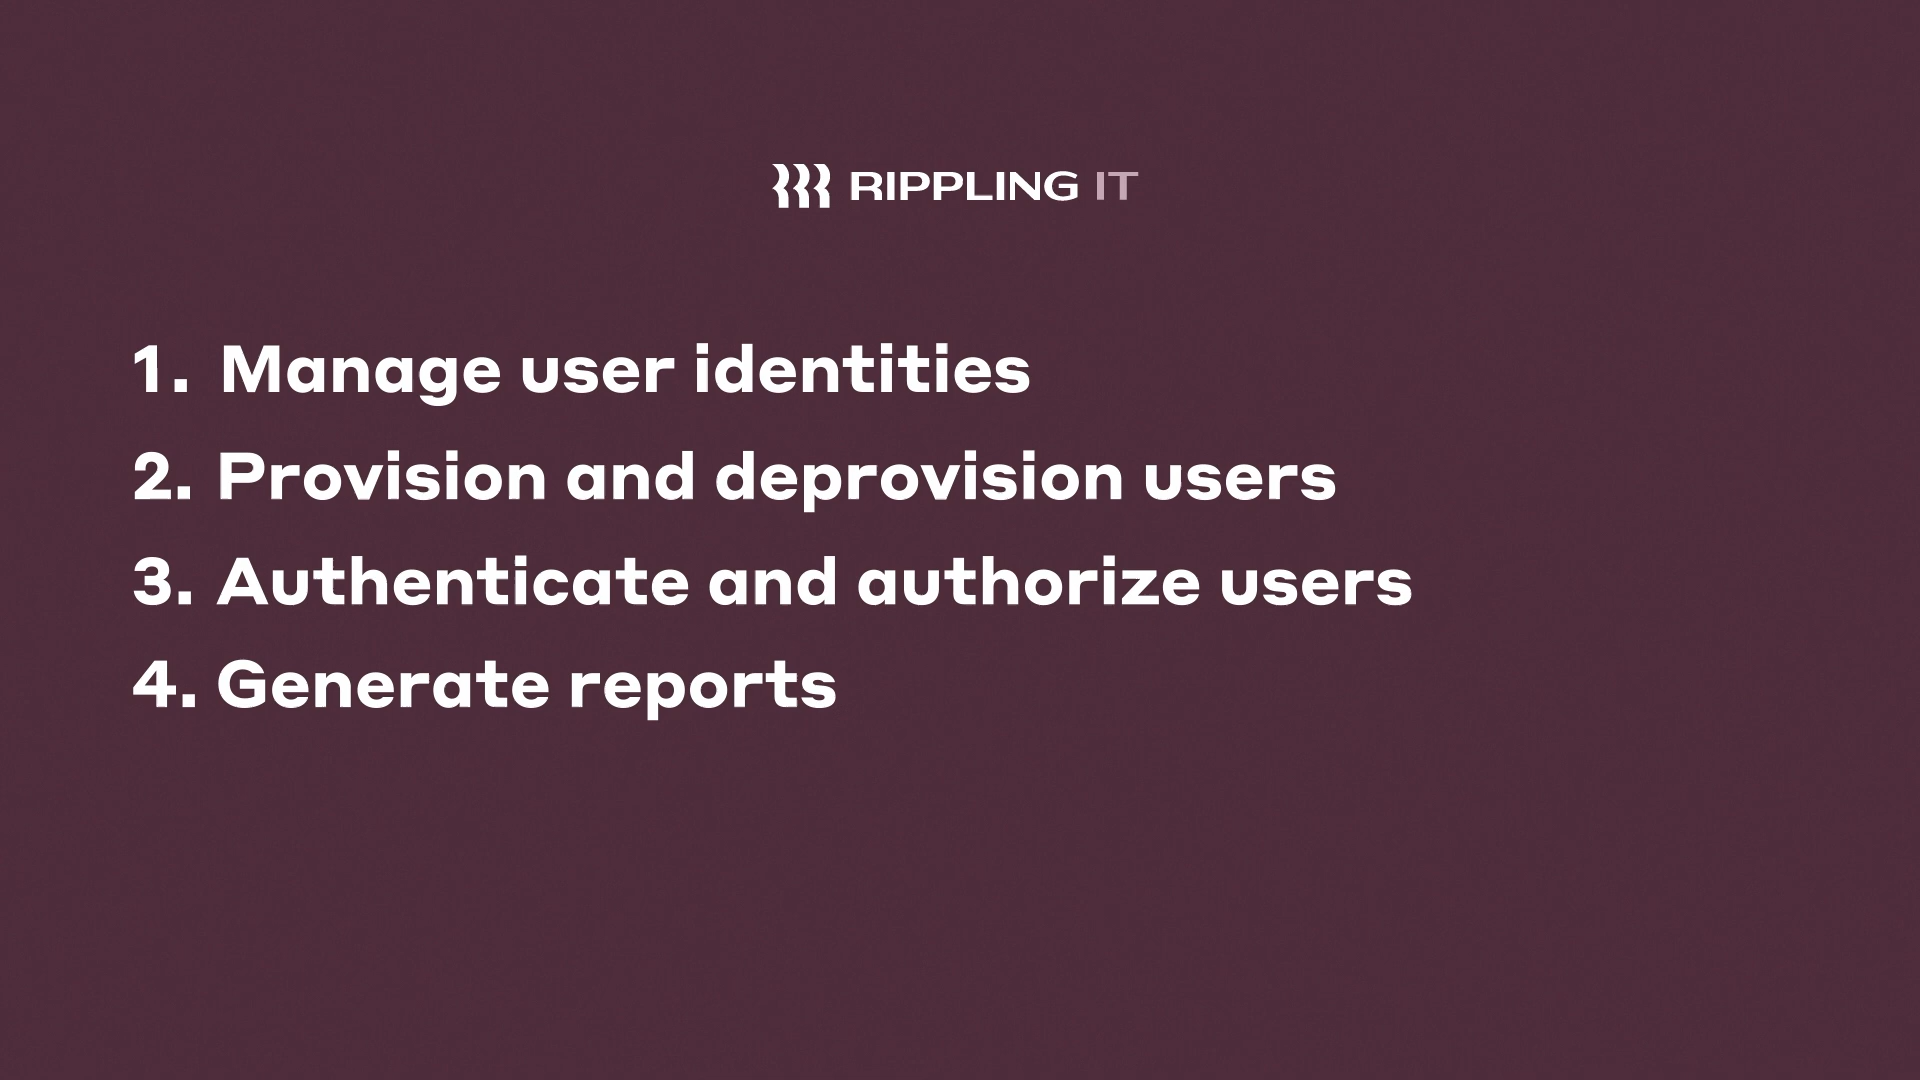 RIPPLING IT
1. Manage user identities
2. Provision and deprovision users
3. Authenticate and authorize users
4. Generate reports